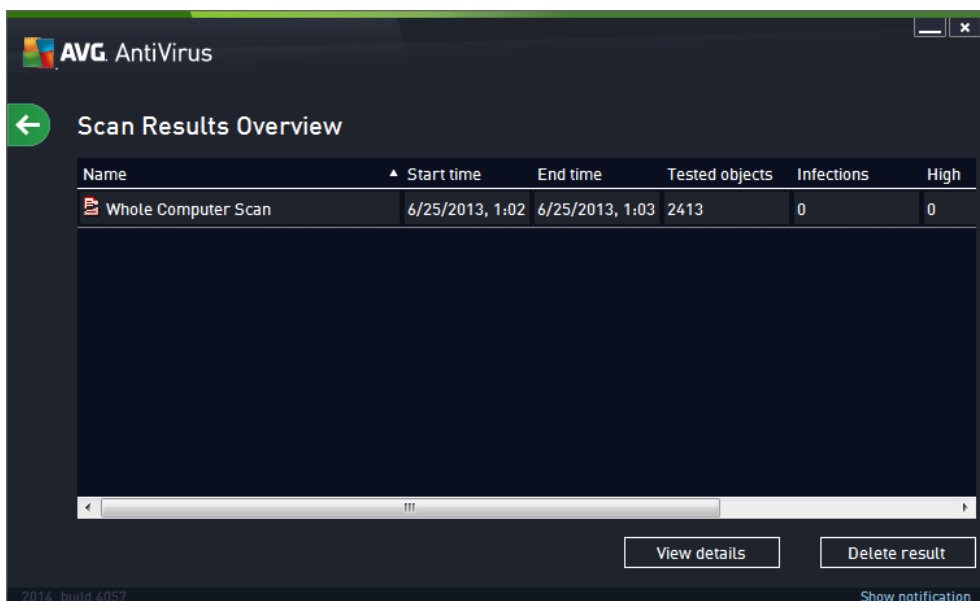 AVG. AntiVirus
Scan Results Overview
Name Start time End time Tested objects Infections High
Whole Computer Scan 6/25/2013, 1:02 6/25/2013, 1:03 2413 0 0
View details Delete result
2014 build 4057 Show notification